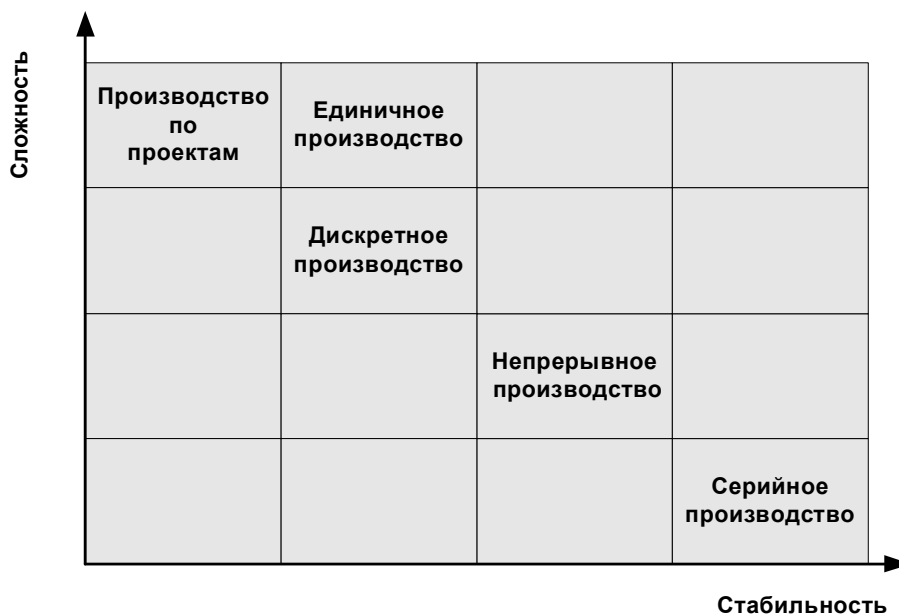 Сложность
Производство
по
проектам
Единичное
производство
Дискретное
производство
Непрерывное
производство
Серийное
производство
Стабильность